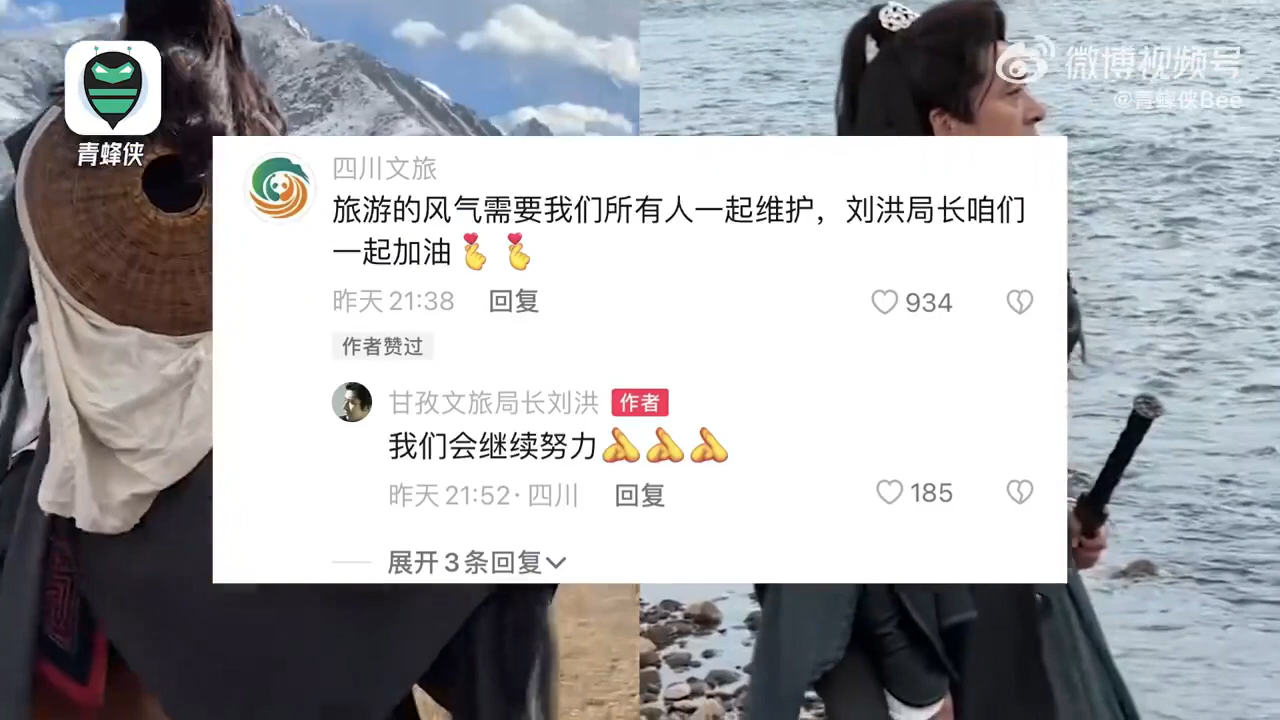 青蜂侠
微博视频号
@青蜂侠Bee
四川文旅
旅游的风气需要我们所有人一起维护，刘洪局长咱们
一起加油
昨天 21:38 回复
934
作者赞过
甘孜文旅局长刘洪 作者
我们会继续努力
昨天 21:52·四川 回复
185
展开3条回复